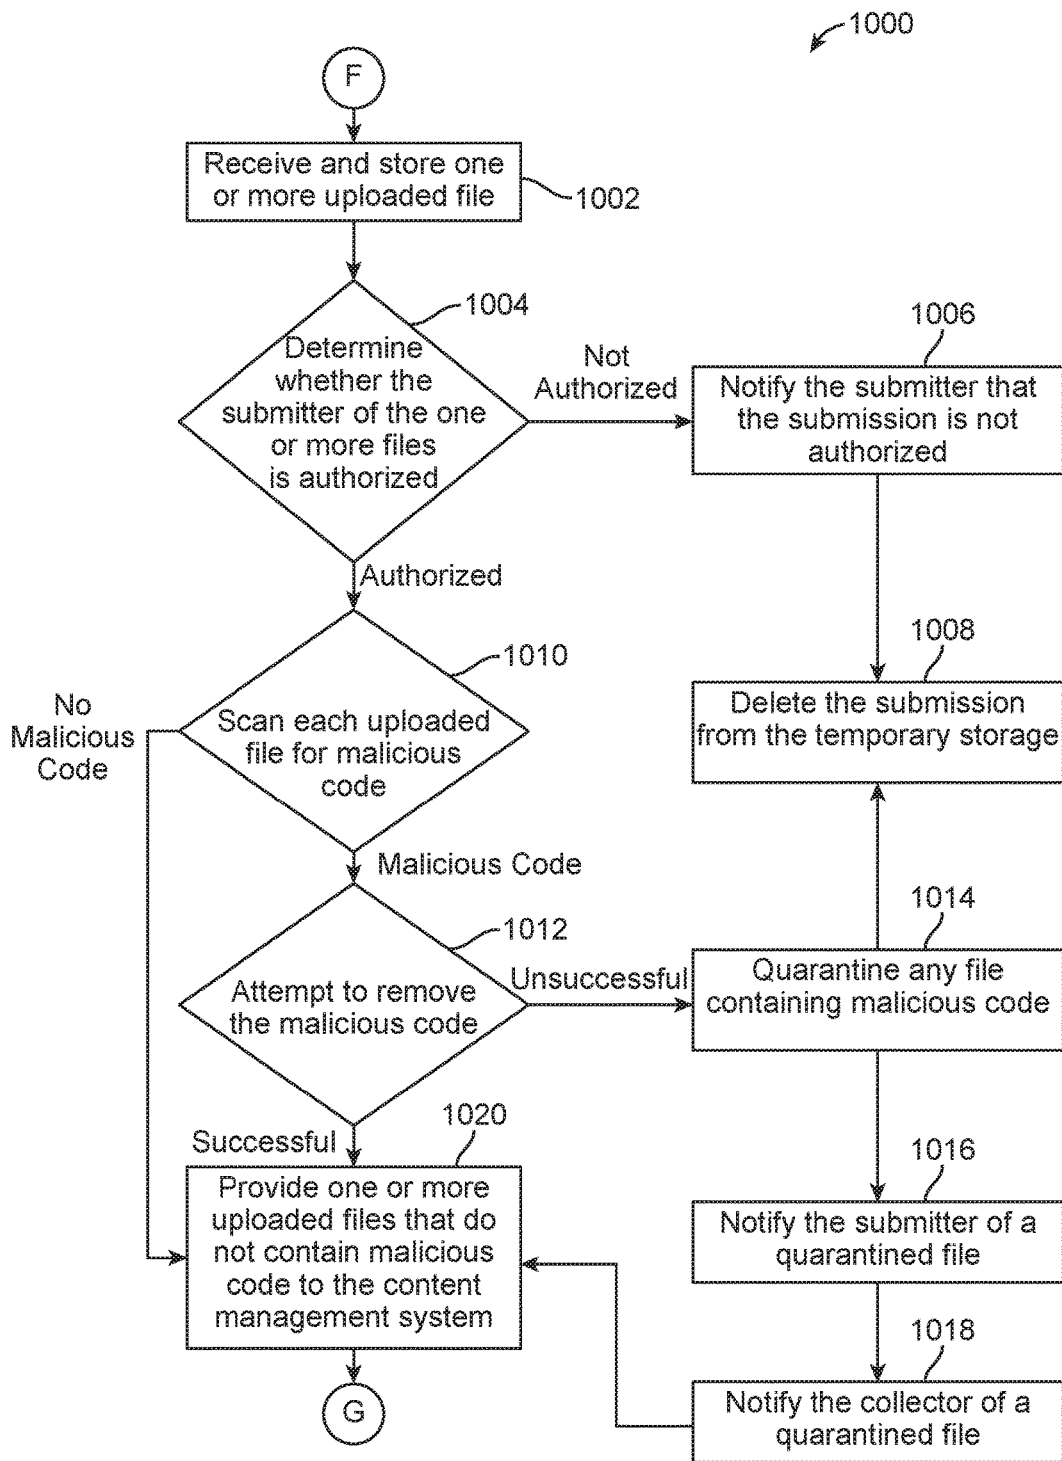 1000
F
Receive and store one
or more uploaded file
1002
1004
Determine
whether the
submitter of the one
or more files
is authorized
Not
Authorized
1006
Notify the submitter that
the submission is not
authorized
Authorized
1008
Delete the submission
from the temporary storage
1010
Scan each uploaded
file for malicious
code
No
Malicious
Code
Malicious Code
1012
Attempt to remove
the malicious code
Unsuccessful
1014
Quarantine any file
containing malicious code
Successful
1020
Provide one or more
uploaded files that do
not contain malicious
code to the content
management system
1016
Notify the submitter of a
quarantined file
1018
Notify the collector of a
quarantined file
G